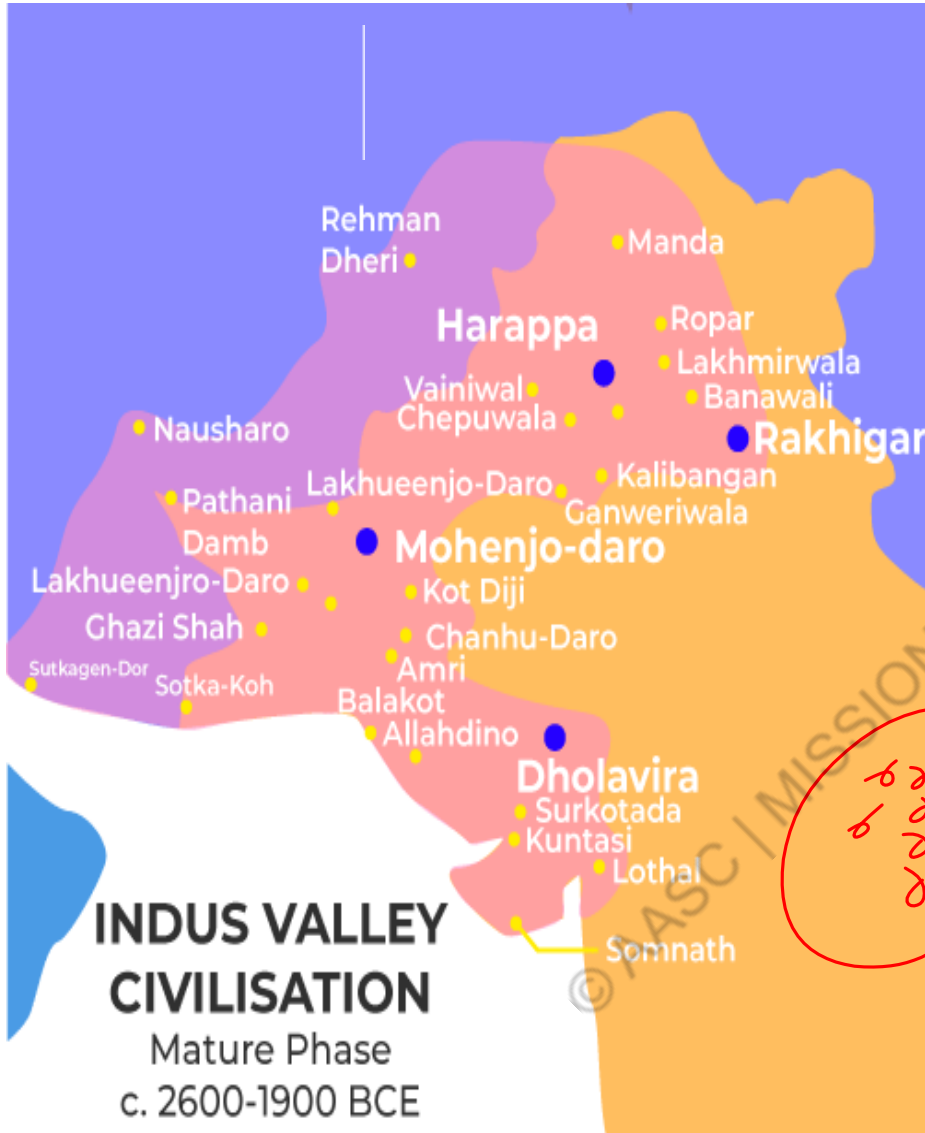 Rehman
Dheri
Manda
Harappa
Ropar
Lakhmirwala
Vainiwal
Banawali
Chepuwala
Nausharo
Rakhigar
Kalibangan
Lakhueenjo-Daro
Pathani
Damb
Ganweriwala
Mohenjo-daro
Lakhueenjro-Daro
Kot Diji
Ghazi Shah
Chanhu-Daro
Amri
Sutkagen-Dor
Sotka-Koh
Balakot
Allahdino
Dholavira
Surkotada
Kuntasi
Lothal
Somnath
INDUS VALLEY
CIVILISATION
Mature Phase
c. 2600-1900 BCE
© AASC | MISSION